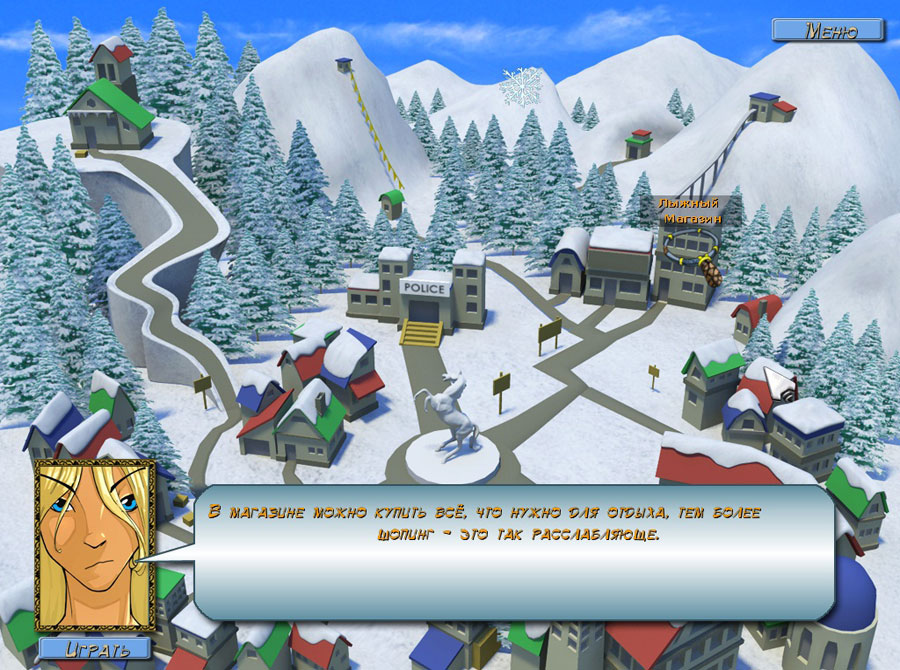 Меню
Лыжный
Магазин
POLICE
В магазине можно купить всё, что нужно для отдыха, тем более
шопинг - это так расслабляюще.
Играть